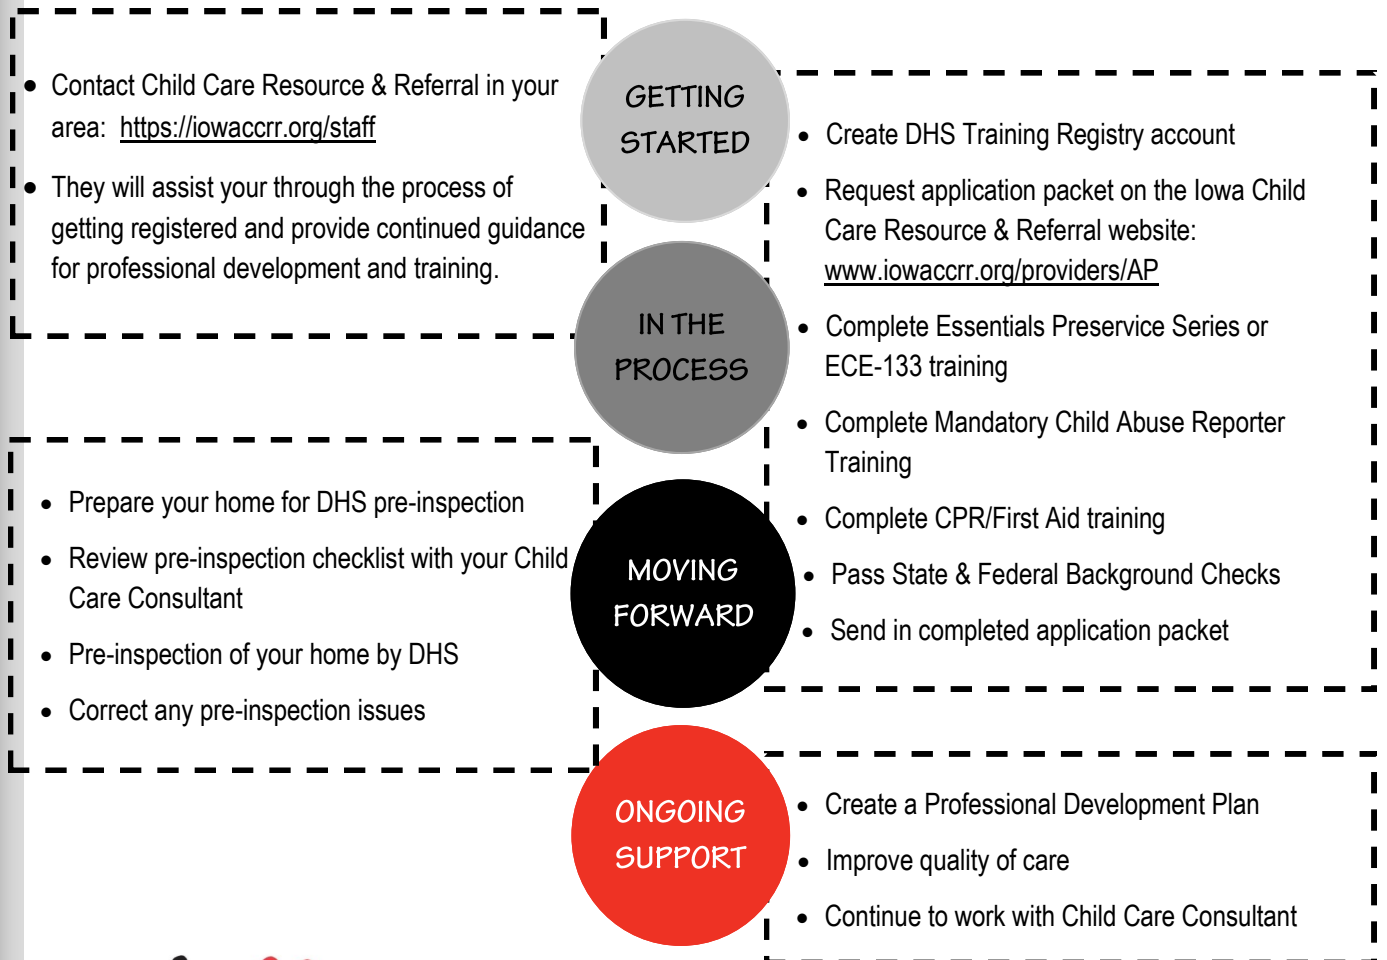 GETTING
STARTED
• Contact Child Care Resource & Referral in your
area:  https://iowaccrr.org/staff
• They will assist your through the process of
getting registered and provide continued guidance
for professional development and training.
IN THE
PROCESS
• Create DHS Training Registry account
• Request application packet on the Iowa Child
Care Resource & Referral website:
www.iowaccrr.org/providers/AP
• Complete Essentials Preservice Series or
ECE-133 training
• Complete Mandatory Child Abuse Reporter
Training
• Complete CPR/First Aid training
• Pass State & Federal Background Checks
• Send in completed application packet
MOVING
FORWARD
• Prepare your home for DHS pre-inspection
• Review pre-inspection checklist with your Child
Care Consultant
• Pre-inspection of your home by DHS
• Correct any pre-inspection issues
ONGOING
SUPPORT
• Create a Professional Development Plan
• Improve quality of care
• Continue to work with Child Care Consultant